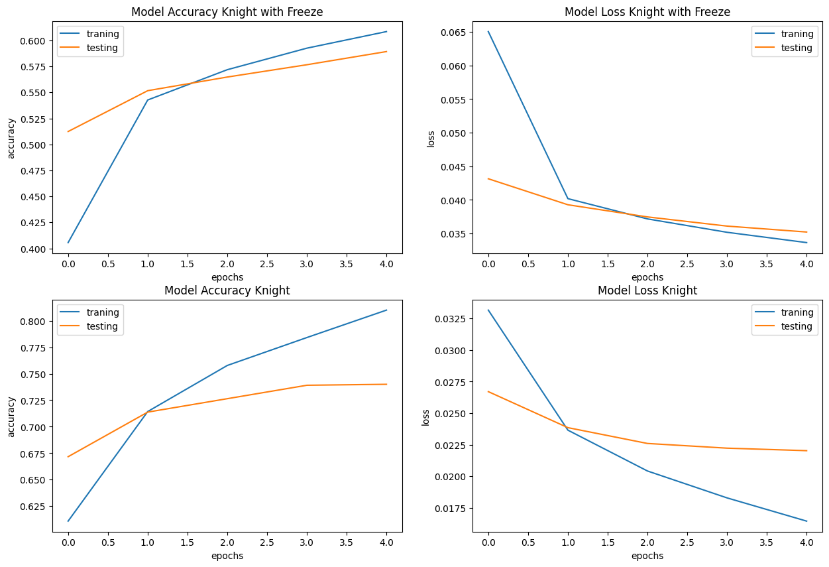 Model Accuracy Knight with Freeze
traning
testing
0.600
0.575
0.550
0.525
0.500
0.475
0.450
0.425
0.400
accuracy
0.0 0.5 1.0 1.5 2.0 2.5 3.0 3.5 4.0
epochs
Model Loss Knight with Freeze
traning
testing
0.065
0.060
0.055
0.050
0.045
0.040
0.035
loss
0.0 0.5 1.0 1.5 2.0 2.5 3.0 3.5 4.0
epochs
Model Accuracy Knight
traning
testing
0.800
0.775
0.750
0.725
0.700
0.675
0.650
0.625
accuracy
0.0 0.5 1.0 1.5 2.0 2.5 3.0 3.5 4.0
epochs
Model Loss Knight
traning
testing
0.0325
0.0300
0.0275
0.0250
0.0225
0.0200
0.0175
loss
0.0 0.5 1.0 1.5 2.0 2.5 3.0 3.5 4.0
epochs